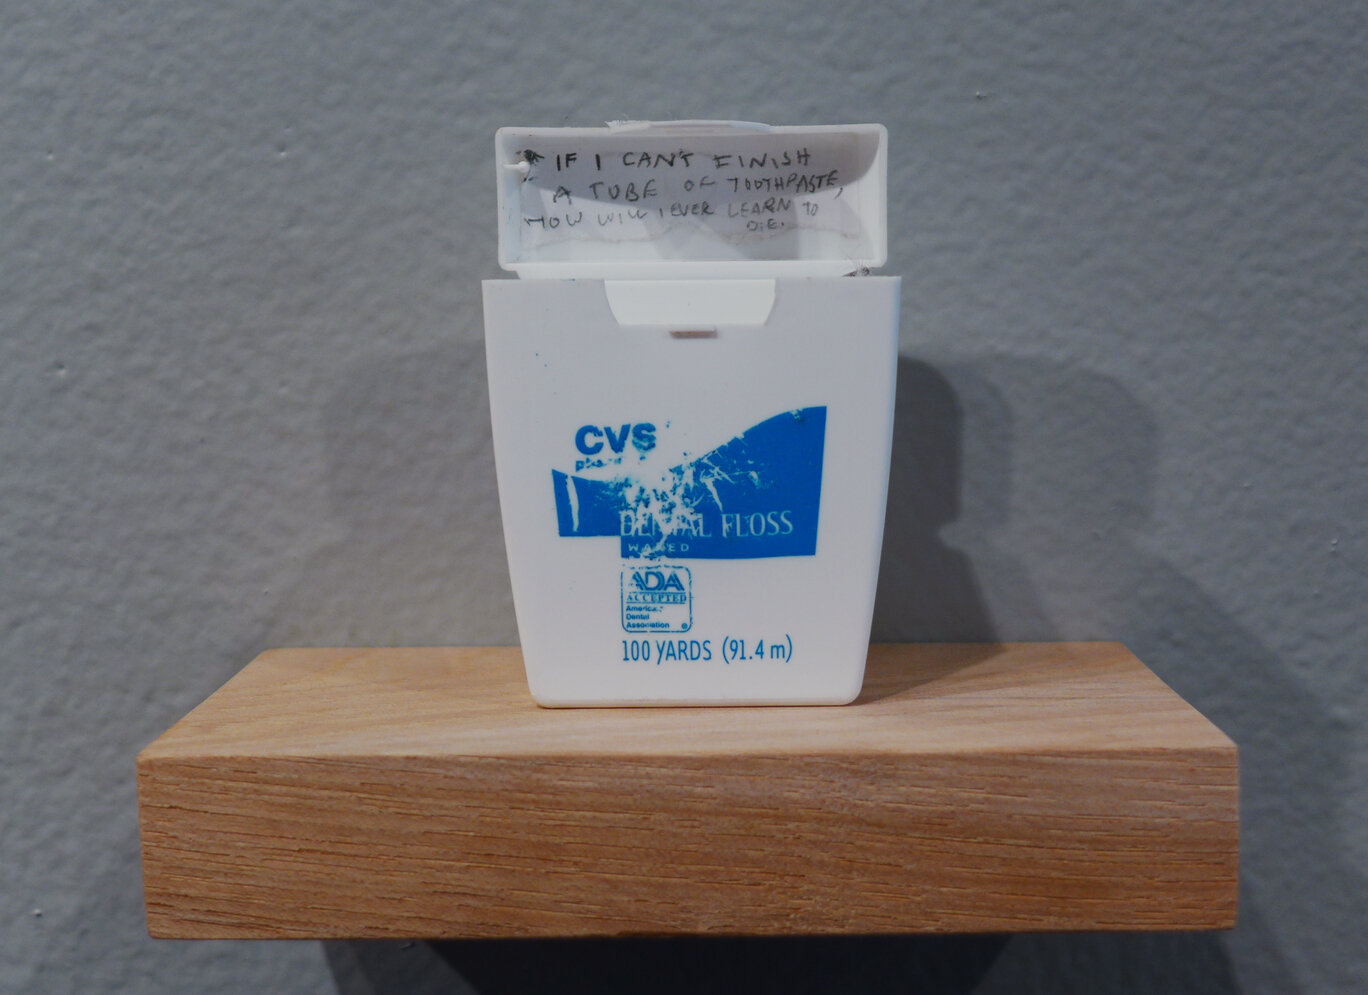 IF I CAN'T FINISH
A TUBE OF TOOTHPASTE,
HOW WILL I EVER LEARN TO
DIE.
CVS
DENTAL FLOSS
WAXED
ADA
ACCEPTED
American
Dental
Association ®
100 YARDS (91.4 m)